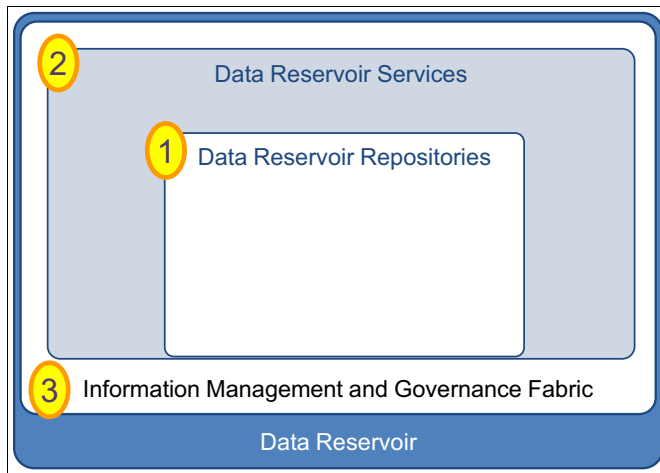 2
Data Reservoir Services
1
Data Reservoir Repositories
3
Information Management and Governance Fabric
Data Reservoir